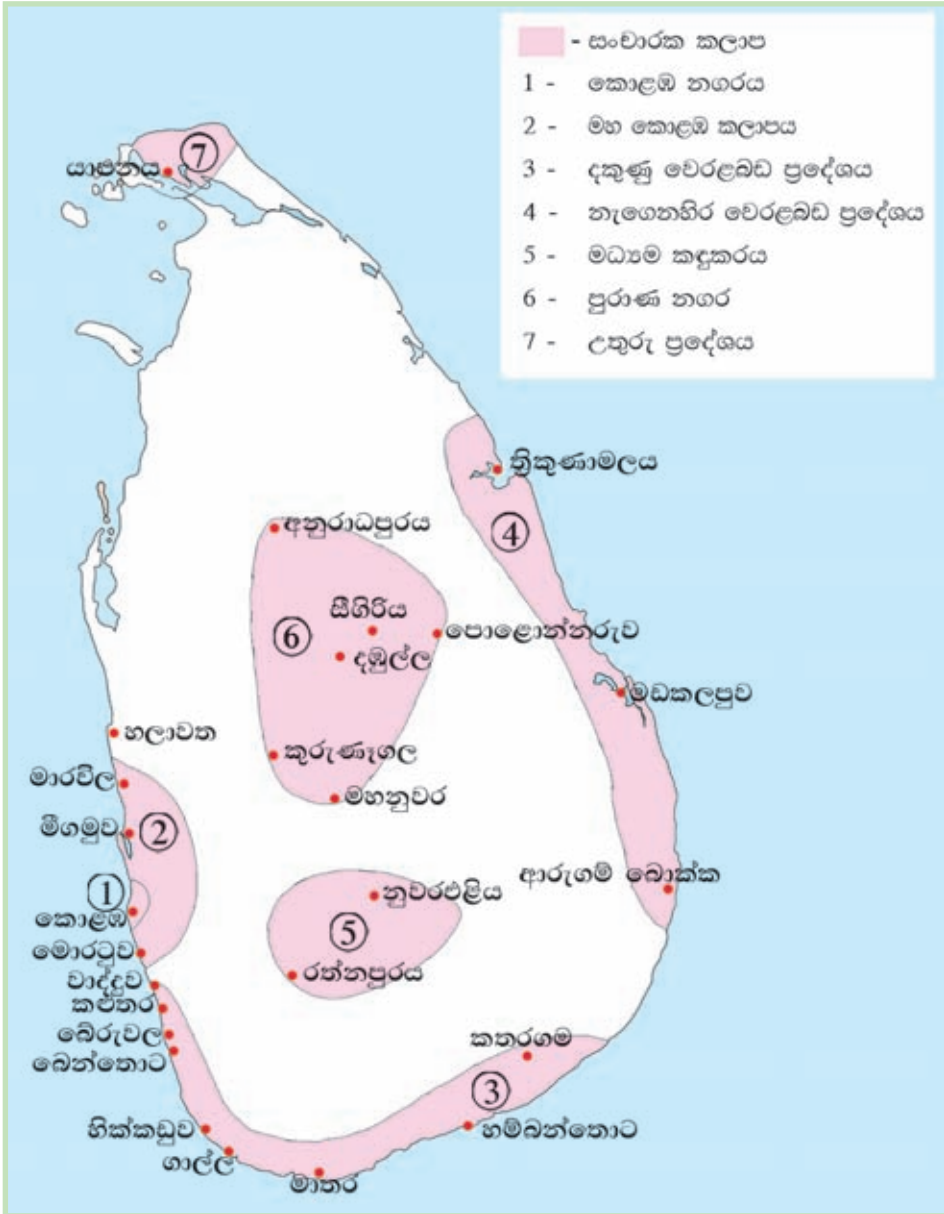 - සංචාරක කලාප
1 - කොළඹ නගරය
2 - මහ කොළඹ කලාපය
3 - දකුණු වෙරළබඩ ප්‍රදේශය
4 - නැගෙනහිර වෙරළබඩ ප්‍රදේශය
5 - මධ්‍යම කඳුකරය
6 - පුරාණ නගර
7 - උතුරු ප්‍රදේශය
7
යාපනය
ත්‍රිකුණාමලය
අනුරාධපුරය
4
සීගිරිය
6
පොළොන්නරුව
දඹුල්ල
මඩකලපුව
හලාවත
කුරුණෑගල
මාරවිල
මහනුවර
මීගමුව
2
ආරුගම් බොක්ක
1
නුවරඑළිය
කොළඹ
5
මොරටුව
රත්නපුරය
වාද්දුව
කළුතර
බේරුවල
කතරගම
බෙන්තොට
3
හික්කඩුව
හම්බන්තොට
ගාල්ල
මාතර